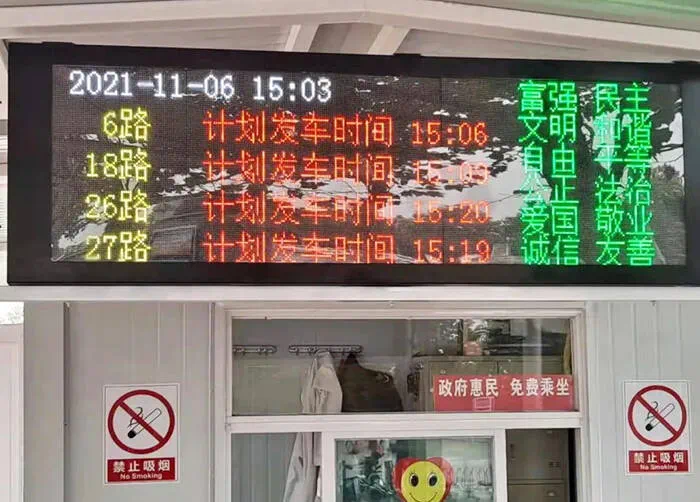 2021-11-06 15:03
6路 计划发车时间 15:06
18路 计划发车时间 15:09
26路 计划发车时间 15:20
27路 计划发车时间 15:19
富强 民主
文明 和谐
自由 平等
公正 法治
爱国 敬业
诚信 友善
政府惠民·免费乘坐
禁止吸烟
No Smoking
禁止吸烟
No Smoking